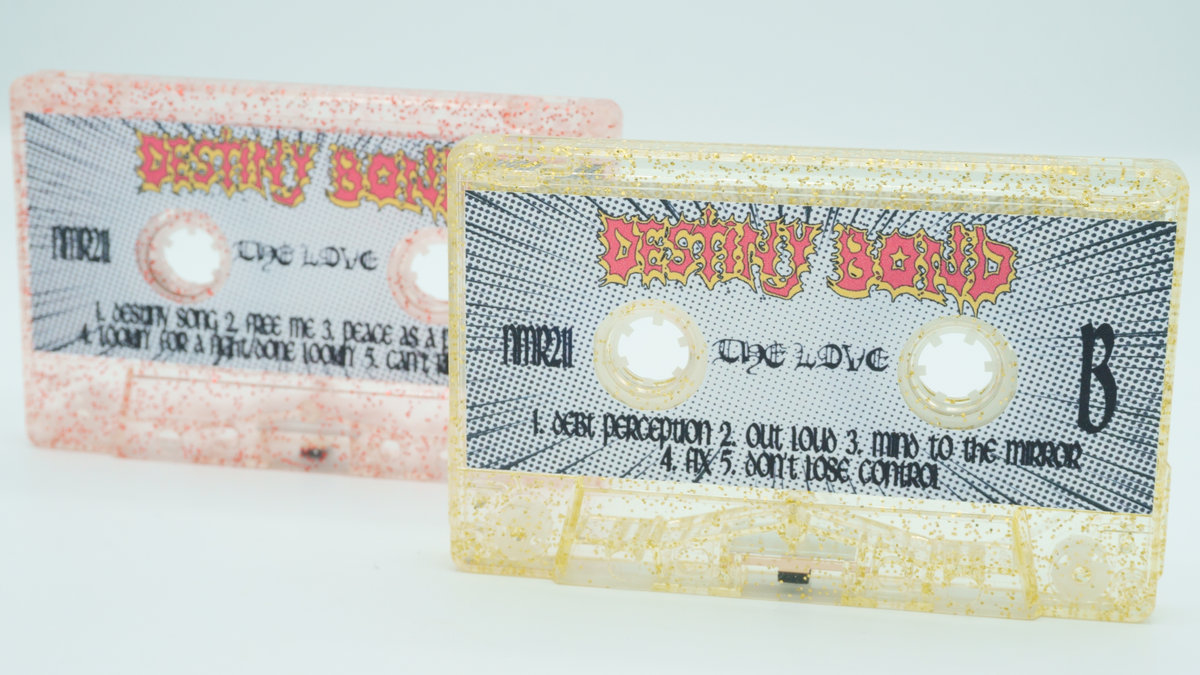 DESTINY BOND
NMR211 THE LOVE
1. DESTINY SONG 2. FREE ME 3. PEACE AS A
4. LOOKIN' FOR A FIGHT/DONE LOOKIN' 5. CAN'T
DESTINY BOND
NMR211 THE LOVE B
1. DEBT PERCEPTION 2. OUT LOUD 3. MIND TO THE MIRROR
4. FIX 5. DON'T LOSE CONTROL